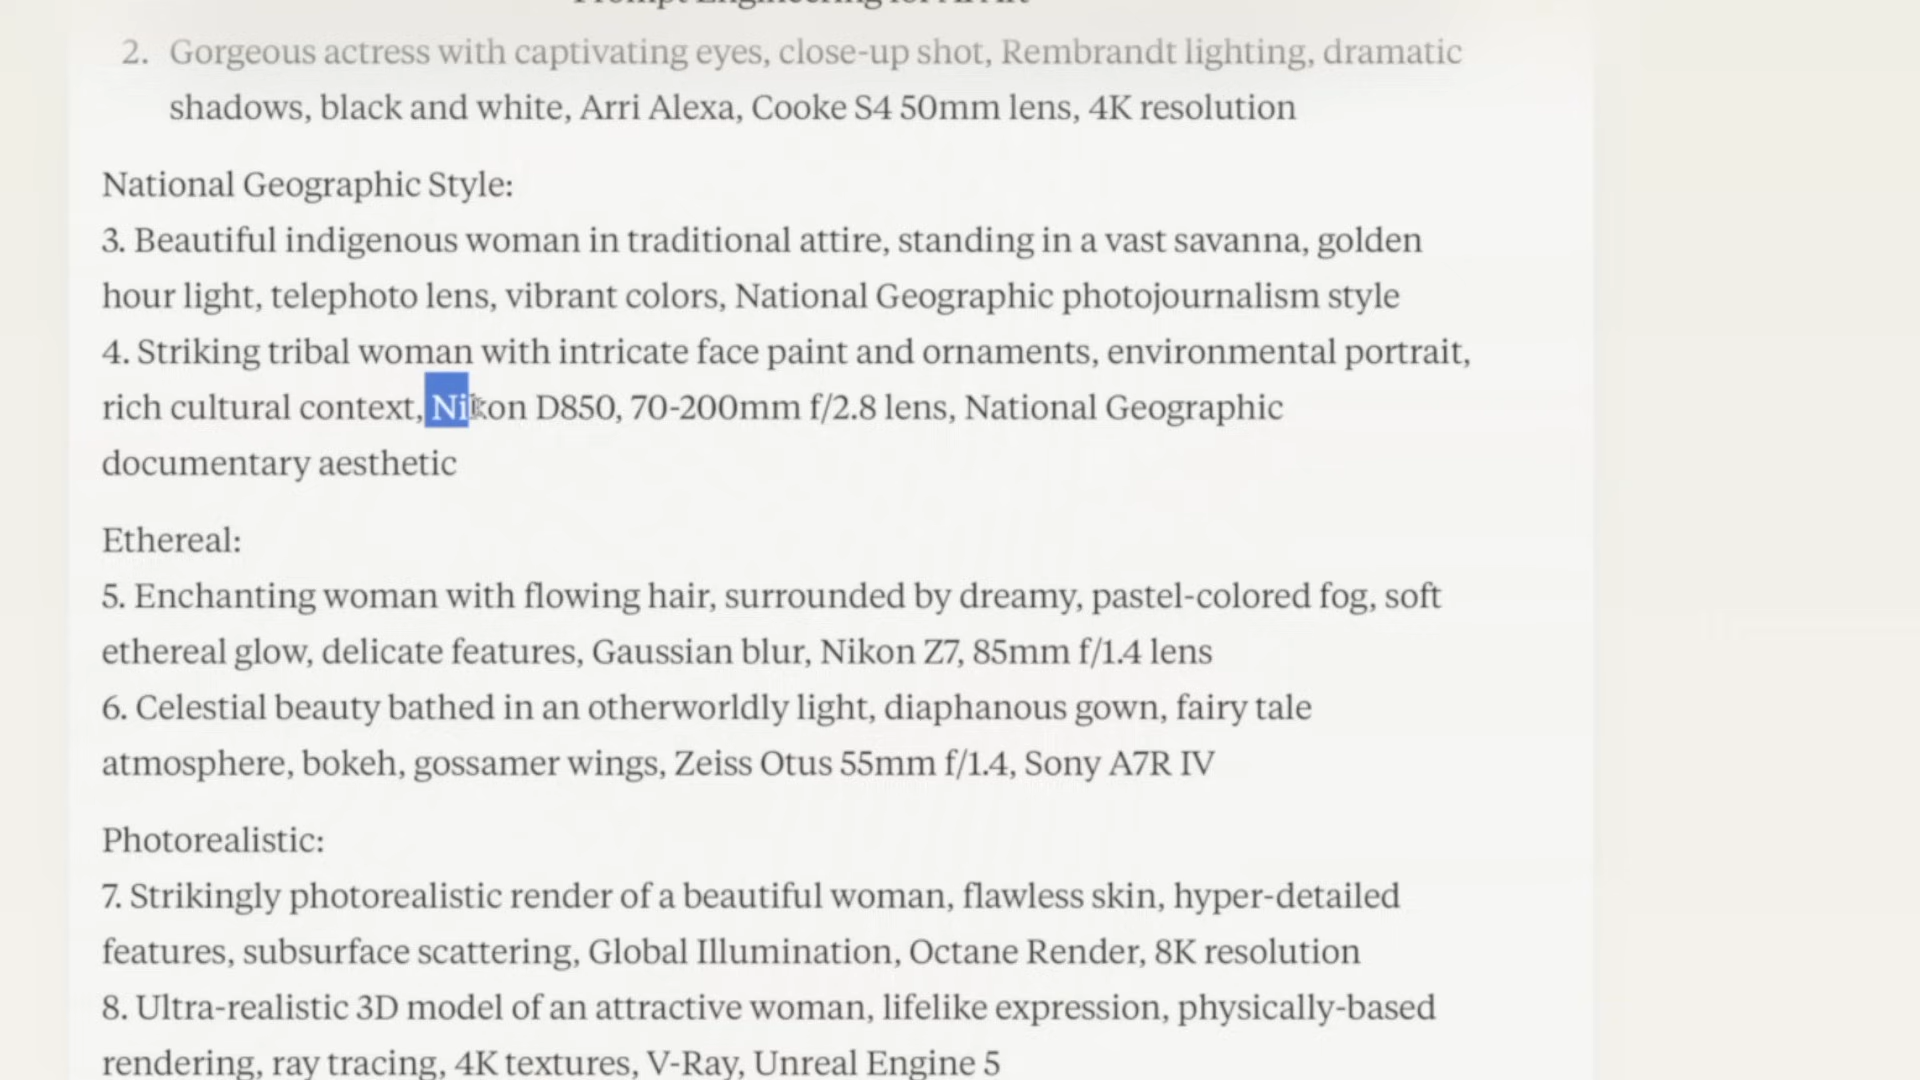 Prompt Engineering for AI Art
2. Gorgeous actress with captivating eyes, close-up shot, Rembrandt lighting, dramatic
shadows, black and white, Arri Alexa, Cooke S4 50mm lens, 4K resolution
National Geographic Style:
3. Beautiful indigenous woman in traditional attire, standing in a vast savanna, golden
hour light, telephoto lens, vibrant colors, National Geographic photojournalism style
4. Striking tribal woman with intricate face paint and ornaments, environmental portrait,
rich cultural context, Nikon D850, 70-200mm f/2.8 lens, National Geographic
documentary aesthetic
Ethereal:
5. Enchanting woman with flowing hair, surrounded by dreamy, pastel-colored fog, soft
ethereal glow, delicate features, Gaussian blur, Nikon Z7, 85mm f/1.4 lens
6. Celestial beauty bathed in an otherworldly light, diaphanous gown, fairy tale
atmosphere, bokeh, gossamer wings, Zeiss Otus 55mm f/1.4, Sony A7R IV
Photorealistic:
7. Strikingly photorealistic render of a beautiful woman, flawless skin, hyper-detailed
features, subsurface scattering, Global Illumination, Octane Render, 8K resolution
8. Ultra-realistic 3D model of an attractive woman, lifelike expression, physically-based
rendering, ray tracing, 4K textures, V-Ray, Unreal Engine 5